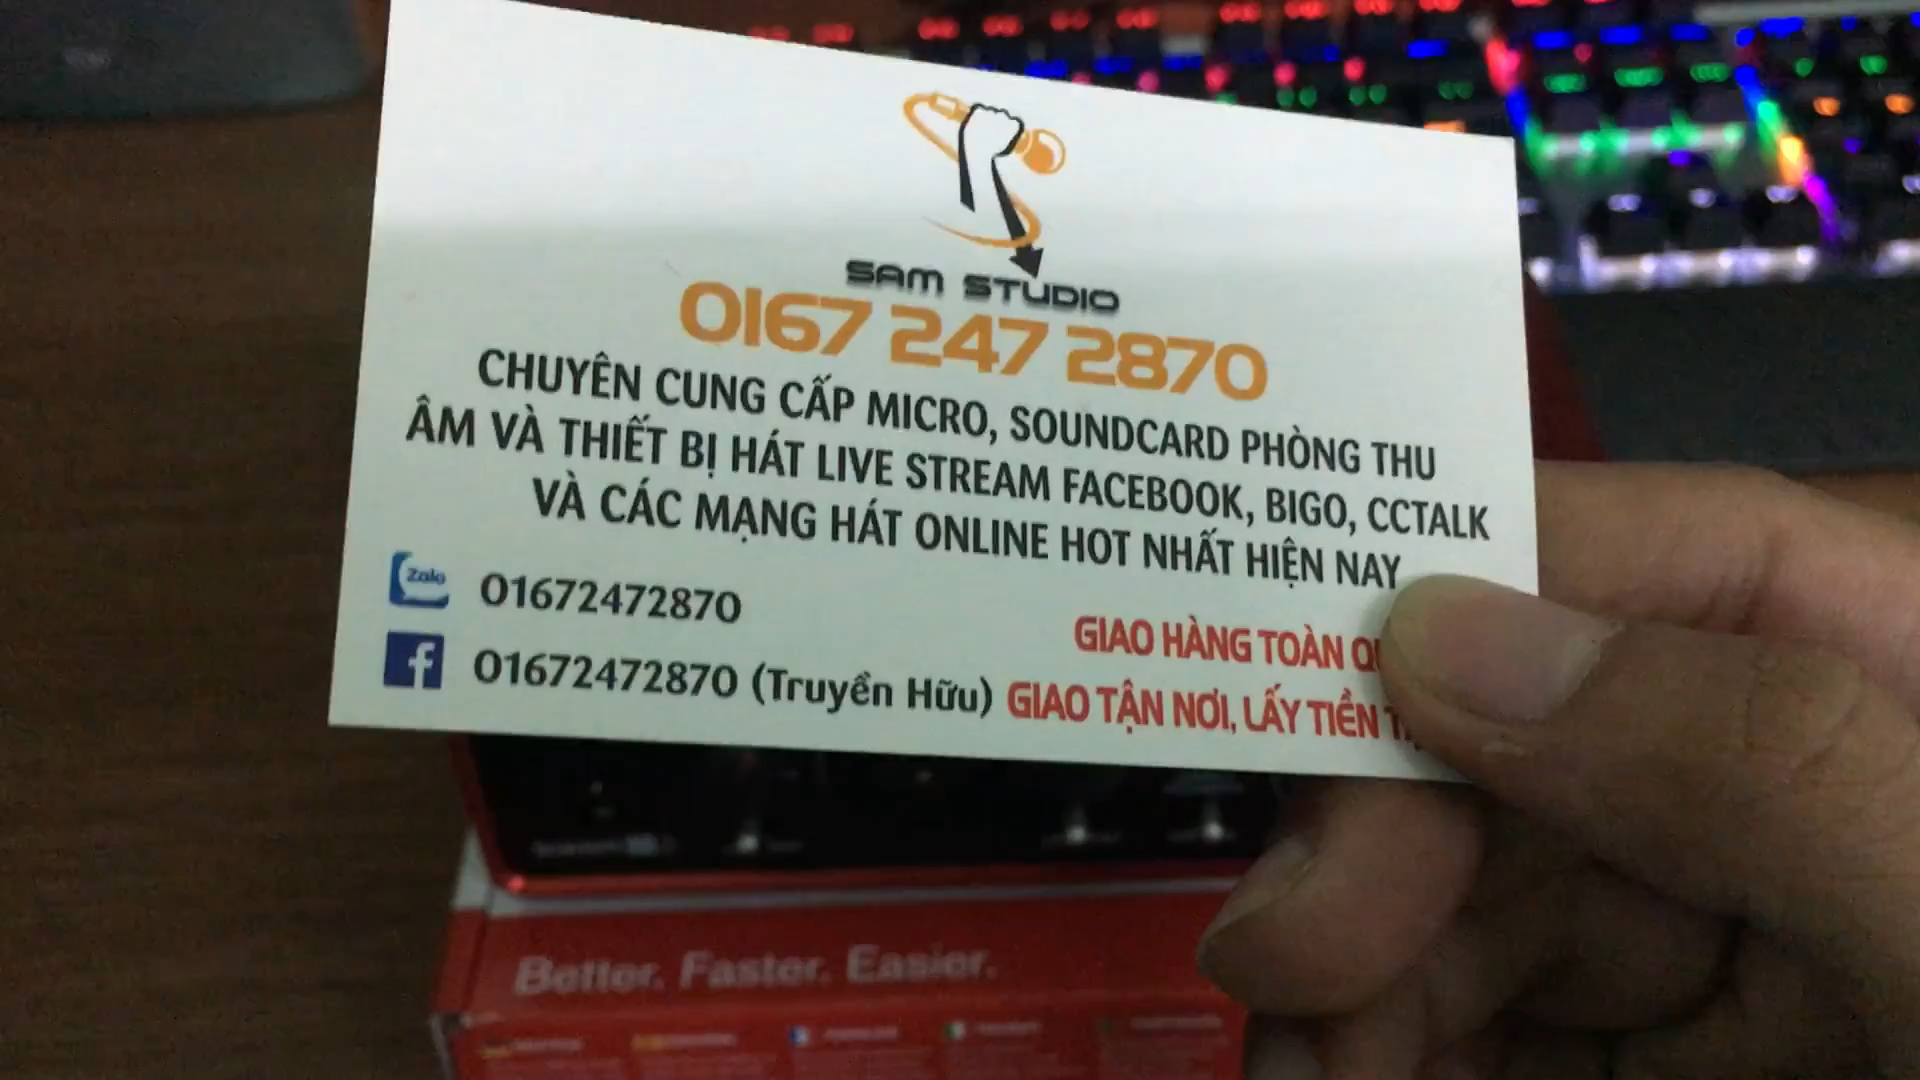 SAM STUDIO
0167 247 2870
CHUYÊN CUNG CẤP MICRO, SOUNDCARD PHÒNG THU
ÂM VÀ THIẾT BỊ HÁT LIVE STREAM FACEBOOK, BIGO, CCTALK
VÀ CÁC MẠNG HÁT ONLINE HOT NHẤT HIỆN NAY
Zalo 01672472870
GIAO HÀNG TOÀN
f 01672472870 (Truyền Hữu)
GIAO TẬN NƠI, LẤY TIỀN
Better. Faster. Easier.